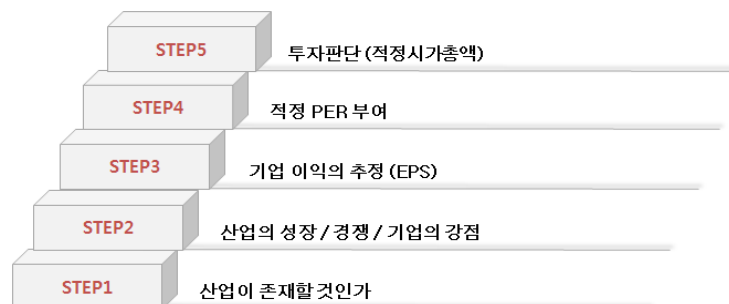 STEP5 투자판단 (적정시가총액)
STEP4 적정 PER 부여
STEP3 기업 이익의 추정 (EPS)
STEP2 산업의 성장 / 경쟁 / 기업의 강점
STEP1 산업이 존재할것인가